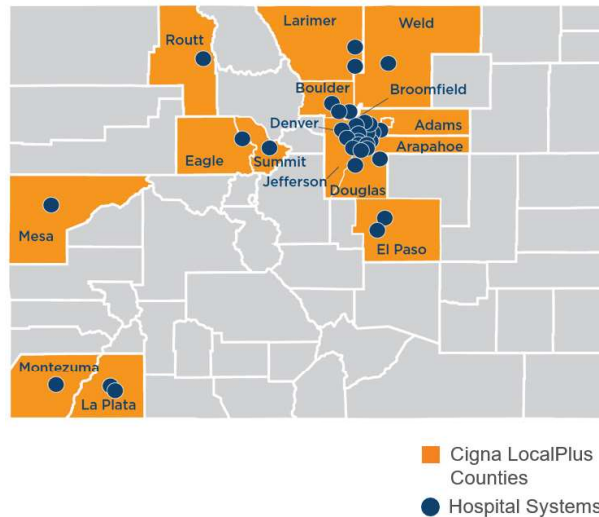 Larimer
Weld
Routt
Boulder
Broomfield
Denver
Adams
Arapahoe
Eagle
Summit
Jefferson
Douglas
Mesa
El Paso
Montezuma
La Plata
Cigna LocalPlus
Counties
Hospital Systems